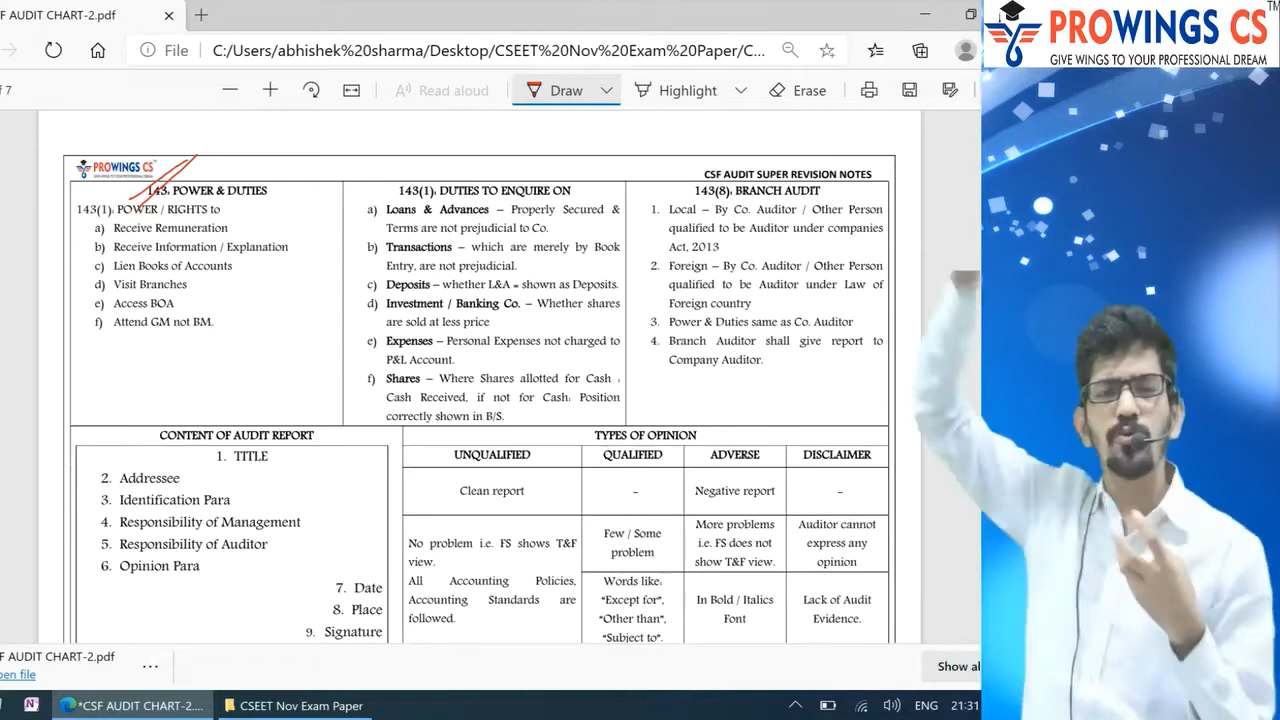 SF AUDIT CHART-2.pdf
File
C:/Users/abhishek%20sharma/Desktop/CSEET%20Nov%20Exam%20Paper/C...
of 7
Read aloud
Draw
Highlight
Erase
PROWINGS CS™
GIVE WINGS TO YOUR PROFESSIONAL DREAM
PROWINGS CS
CSF AUDIT SUPER REVISION NOTES
143: POWER & DUTIES
143(1): POWER / RIGHTS to
a) Receive Remuneration
b) Receive Information / Explanation
c) Lien Books of Accounts
d) Visit Branches
e) Access BOA
f) Attend GM not BM.
143(1): DUTIES TO ENQUIRE ON
a) Loans & Advances – Properly Secured &
Terms are not prejudicial to Co.
b) Transactions – which are merely by Book
Entry, are not prejudicial.
c) Deposits – whether L&A = shown as Deposits.
d) Investment / Banking Co. – Whether shares
are sold at less price
e) Expenses – Personal Expenses not charged to
P&L Account.
f) Shares – Where Shares allotted for Cash :
Cash Received, if not for Cash: Position
correctly shown in B/S.
143(8): BRANCH AUDIT
1. Local – By Co. Auditor / Other Person
qualified to be Auditor under companies
Act, 2013
2. Foreign – By Co. Auditor / Other Person
qualified to be Auditor under Law of
Foreign country
3. Power & Duties same as Co. Auditor
4. Branch Auditor shall give report to
Company Auditor.
CONTENT OF AUDIT REPORT
1. TITLE
2. Addressee
3. Identification Para
4. Responsibility of Management
5. Responsibility of Auditor
6. Opinion Para
7. Date
8. Place
9. Signature
TYPES OF OPINION
UNQUALIFIED
QUALIFIED
ADVERSE
DISCLAIMER
Clean report
-
Negative report
-
No problem i.e. FS shows T&F
view.
All Accounting Policies,
Accounting Standards are
followed.
Few / Some
problem
More problems
i.e. FS does not
show T&F view.
Auditor cannot
express any
opinion
Words like:
"Except for",
"Other than",
"Subject to".
In Bold / Italics
Font
Lack of Audit
Evidence.
SF AUDIT CHART-2.pdf
pen file
...
Show al
*CSF AUDIT CHART-2....
CSEET Nov Exam Paper
ENG
21:31